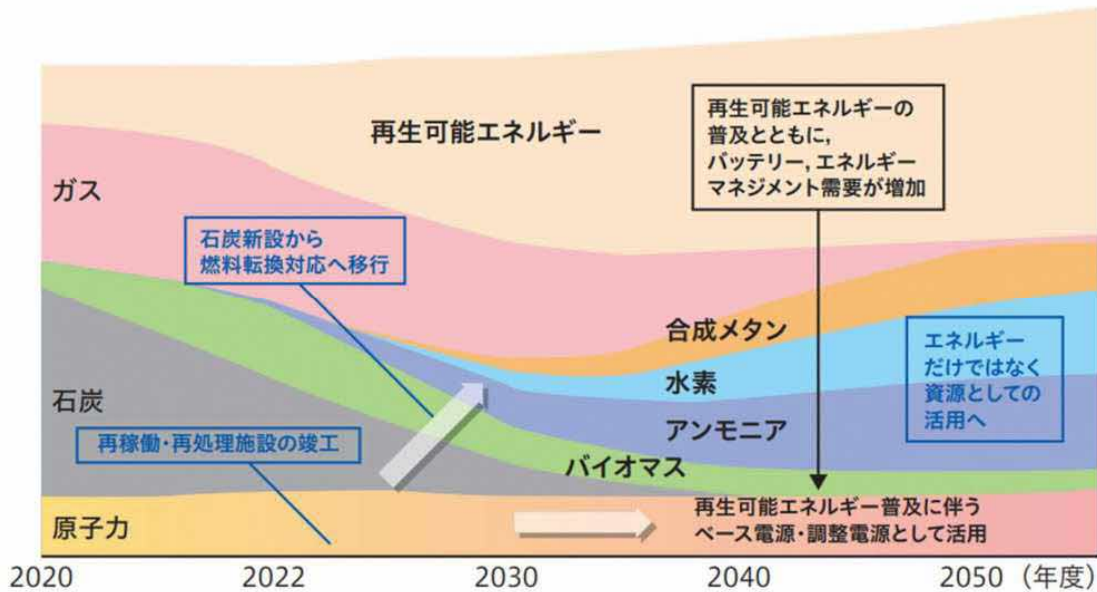 再生可能エネルギー
再生可能エネルギーの
普及とともに,
バッテリー, エネルギー
マネジメント需要が増加
ガス
石炭新設から
燃料転換対応へ移行
合成メタン
水素
アンモニア
バイオマス
エネルギー
だけではなく
資源としての
活用へ
石炭
再稼働・再処理施設の竣工
原子力
再生可能エネルギー普及に伴う
ベース電源・調整電源として活用
2020 2022 2030 2040 2050 (年度)